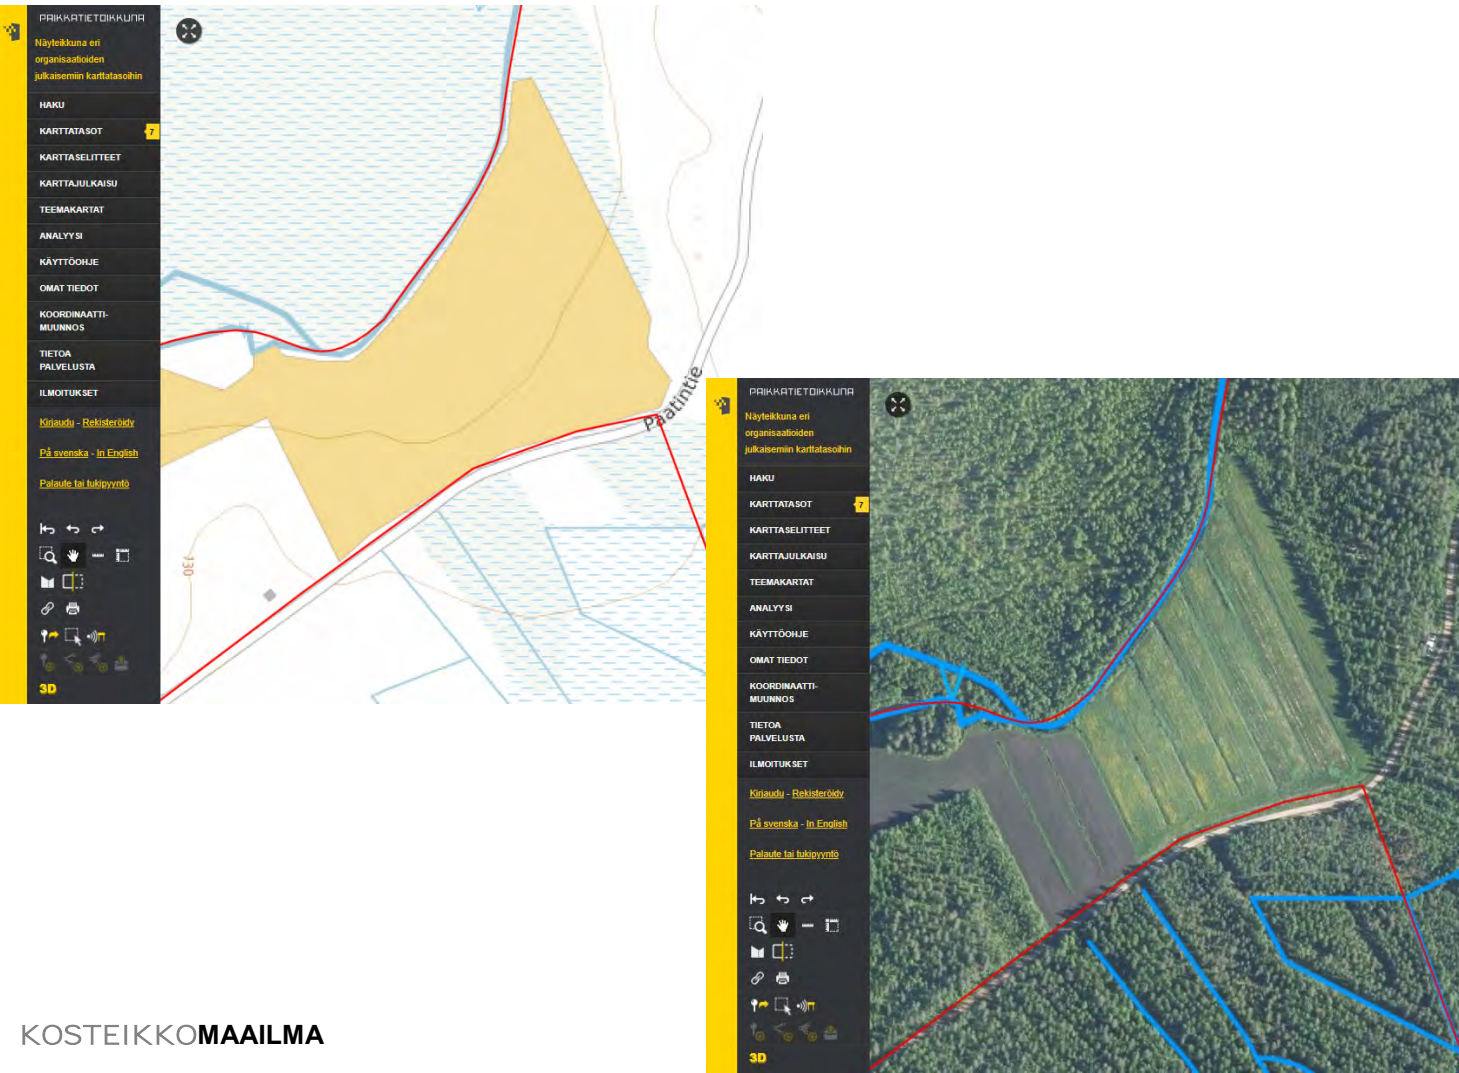 PAIKKATIETOIKKUNA
Näyteikkuna eri
organisaatioiden
julkaisemiin karttatasoihin
HAKU
KARTTATASOT 7
KARTTASELITTEET
KARTTAJULKAISU
TEEMAKARTAT
ANALYYSI
KÄYTTÖOHJE
OMAT TIEDOT
KOORDINAATTI-
MUUNNOS
TIETOA
PALVELUSTA
ILMOITUKSET
Kirjaudu - Rekisteröidy
På svenska - In English
Palaute tai tukipyyntö
3D
130
Paatintie
PAIKKATIETOIKKUNA
Näyteikkuna eri
organisaatioiden
julkaisemiin karttatasoihin
HAKU
KARTTATASOT 7
KARTTASELITTEET
KARTTAJULKAISU
TEEMAKARTAT
ANALYYSI
KÄYTTÖOHJE
OMAT TIEDOT
KOORDINAATTI-
MUUNNOS
TIETOA
PALVELUSTA
ILMOITUKSET
Kirjaudu - Rekisteröidy
På svenska - In English
Palaute tai tukipyyntö
3D
KOSTEIKKOMAAILMA